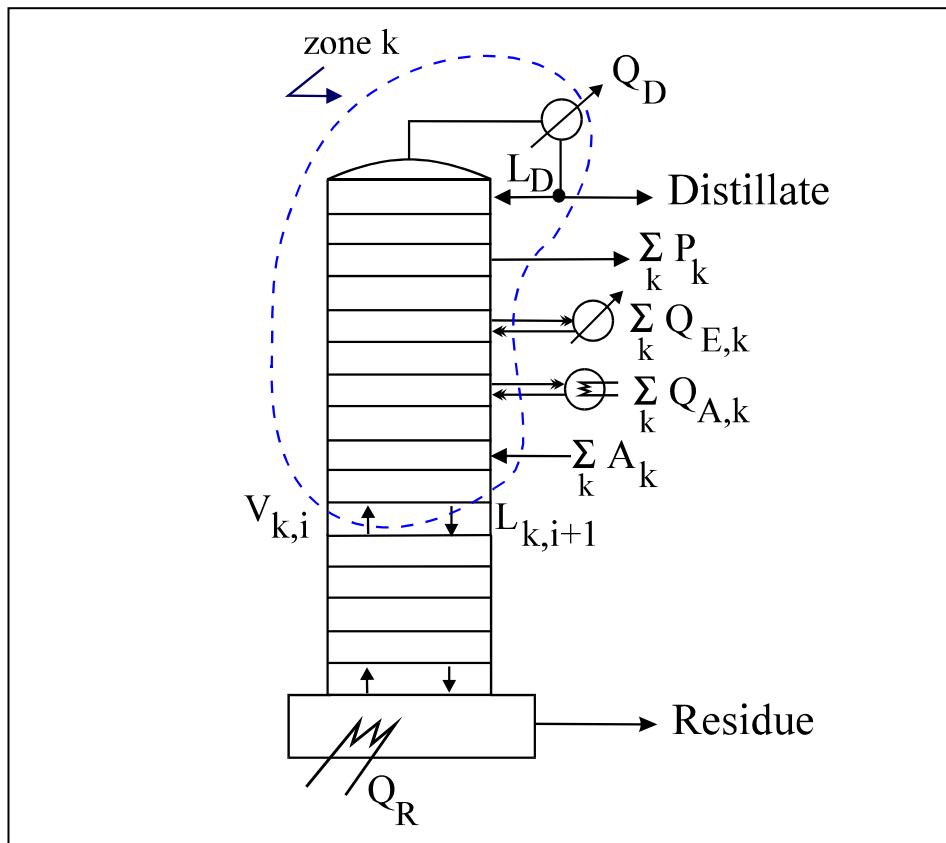 zone k
Q_D
L_D
Distillate
Σ_k P_k
Σ_k Q_E,k
Σ_k Q_A,k
Σ_k A_k
V_k,i
L_k,i+1
Residue
Q_R